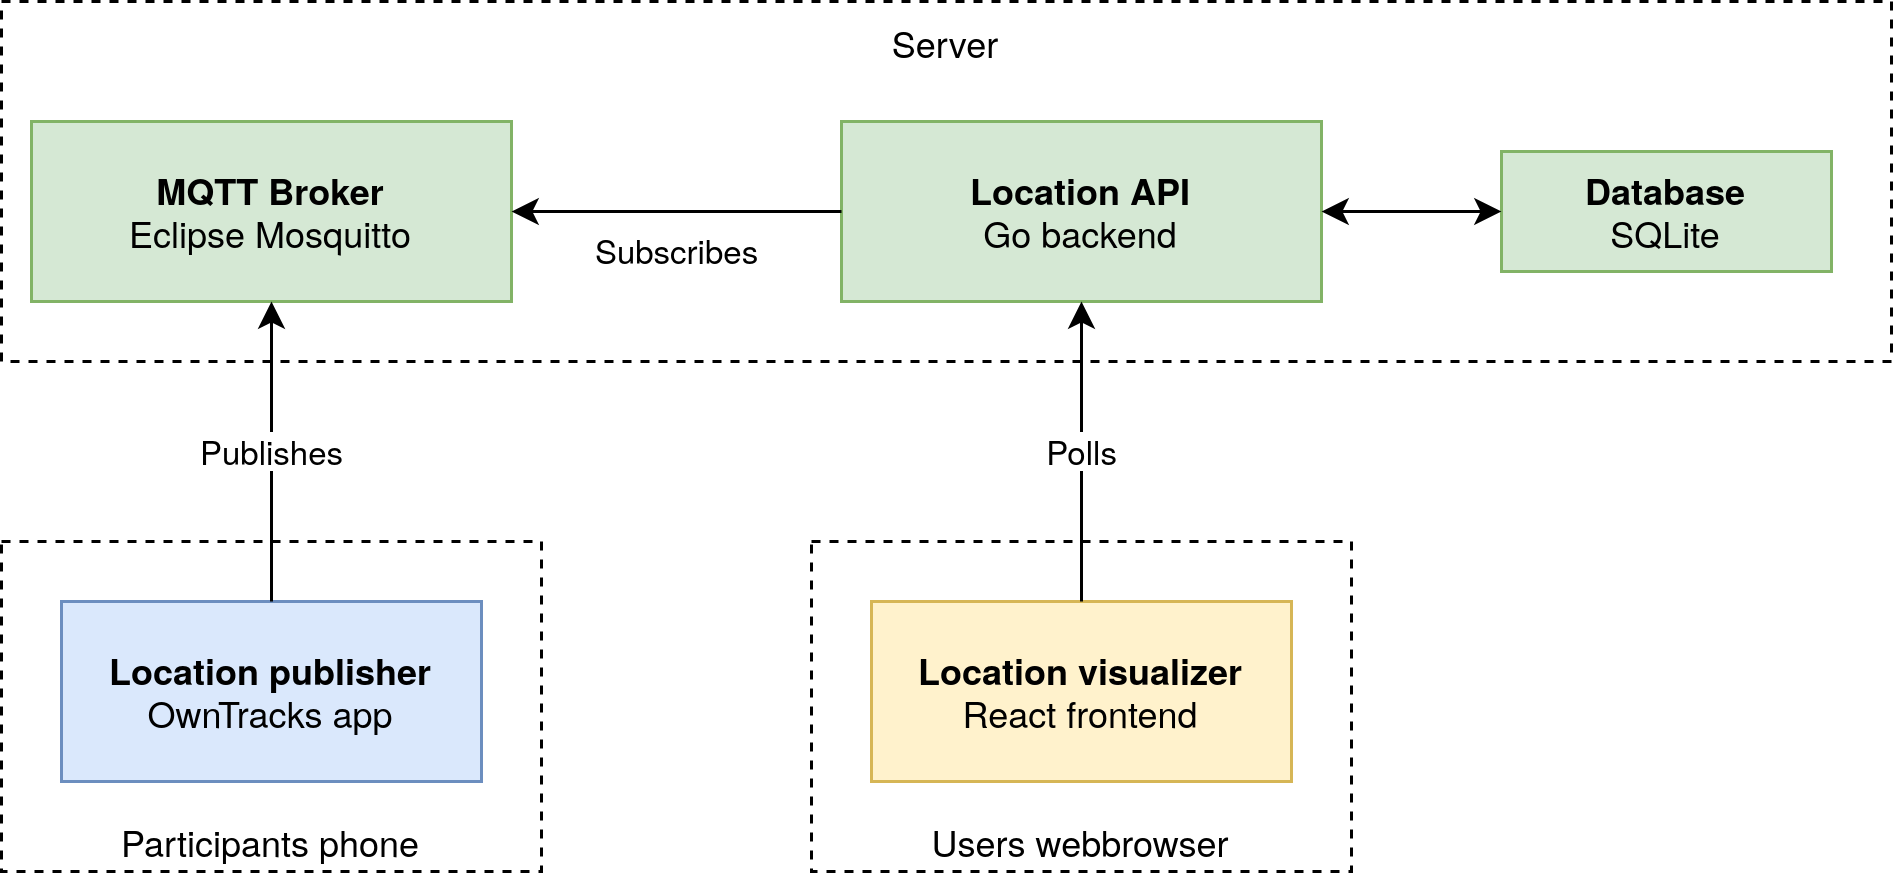 Server
MQTT Broker
Eclipse Mosquitto
Subscribes
Location API
Go backend
Database
SQLite
Publishes
Polls
Location publisher
OwnTracks app
Participants phone
Location visualizer
React frontend
Users webbrowser